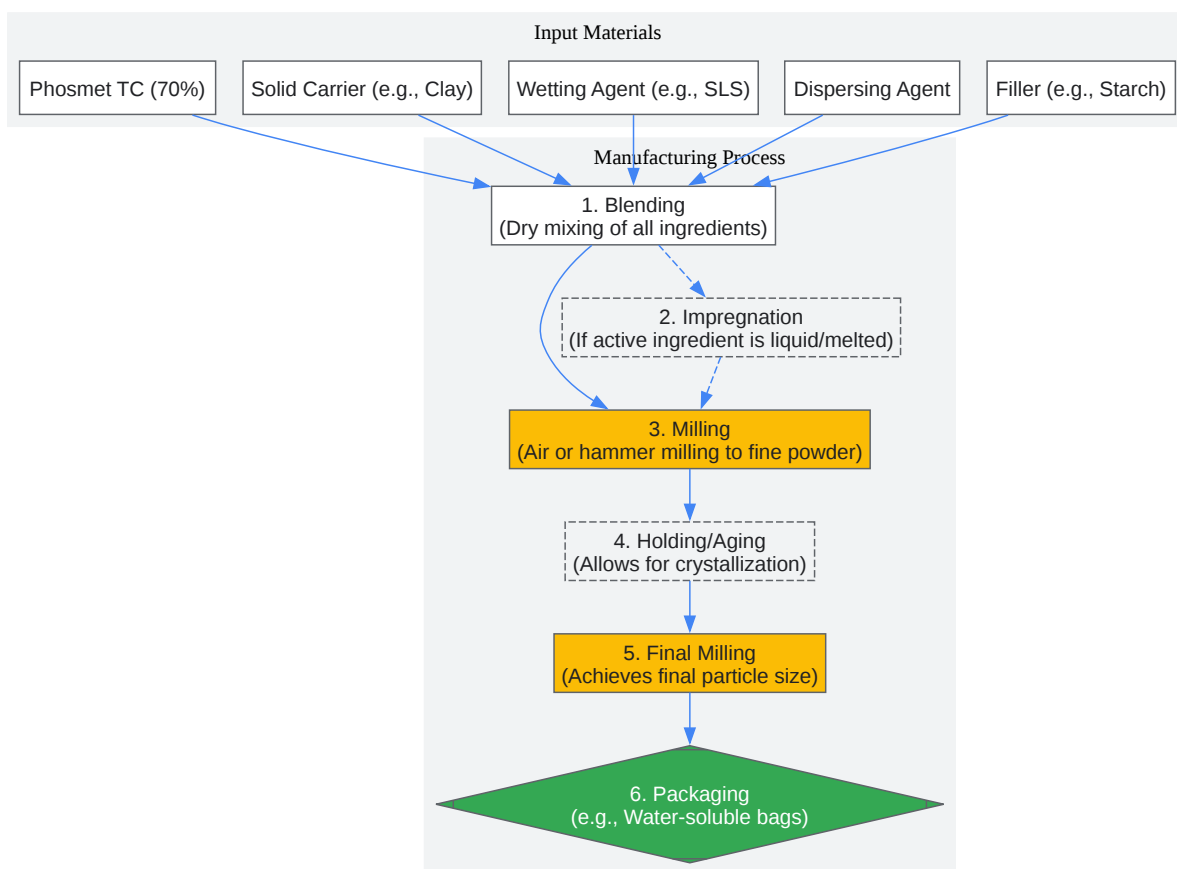 Input Materials
Phosmet TC (70%)
Solid Carrier (e.g., Clay)
Wetting Agent (e.g., SLS)
Dispersing Agent
Filler (e.g., Starch)
Manufacturing Process
1. Blending
(Dry mixing of all ingredients)
2. Impregnation
(If active ingredient is liquid/melted)
3. Milling
(Air or hammer milling to fine powder)
4. Holding/Aging
(Allows for crystallization)
5. Final Milling
(Achieves final particle size)
6. Packaging
(e.g., Water-soluble bags)